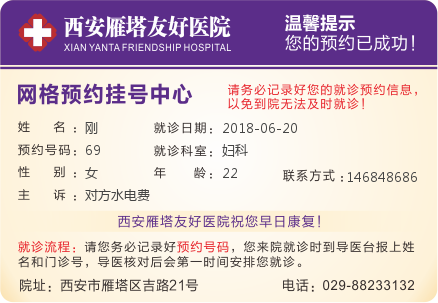 西安雁塔友好医院
XIAN YANTA FRIENDSHIP HOSPITAL
温馨提示
您的预约已成功！
网格预约挂号中心
请务必记录好您的就诊预约信息，
以免到院无法及时就诊！
姓 名：刚 就诊日期：2018-06-20
预约号码：69 就诊科室：妇科
性 别：女 年 龄：22 联系方式：146848686
主 诉：对方水电费
西安雁塔友好医院祝您早日康复！
就诊流程：请您务必记录好预约号码，您来院就诊时到导医台报上姓
名和门诊号，导医核对后会第一时间安排您就诊。
院址：西安市雁塔区吉路21号 电话：029-88233132